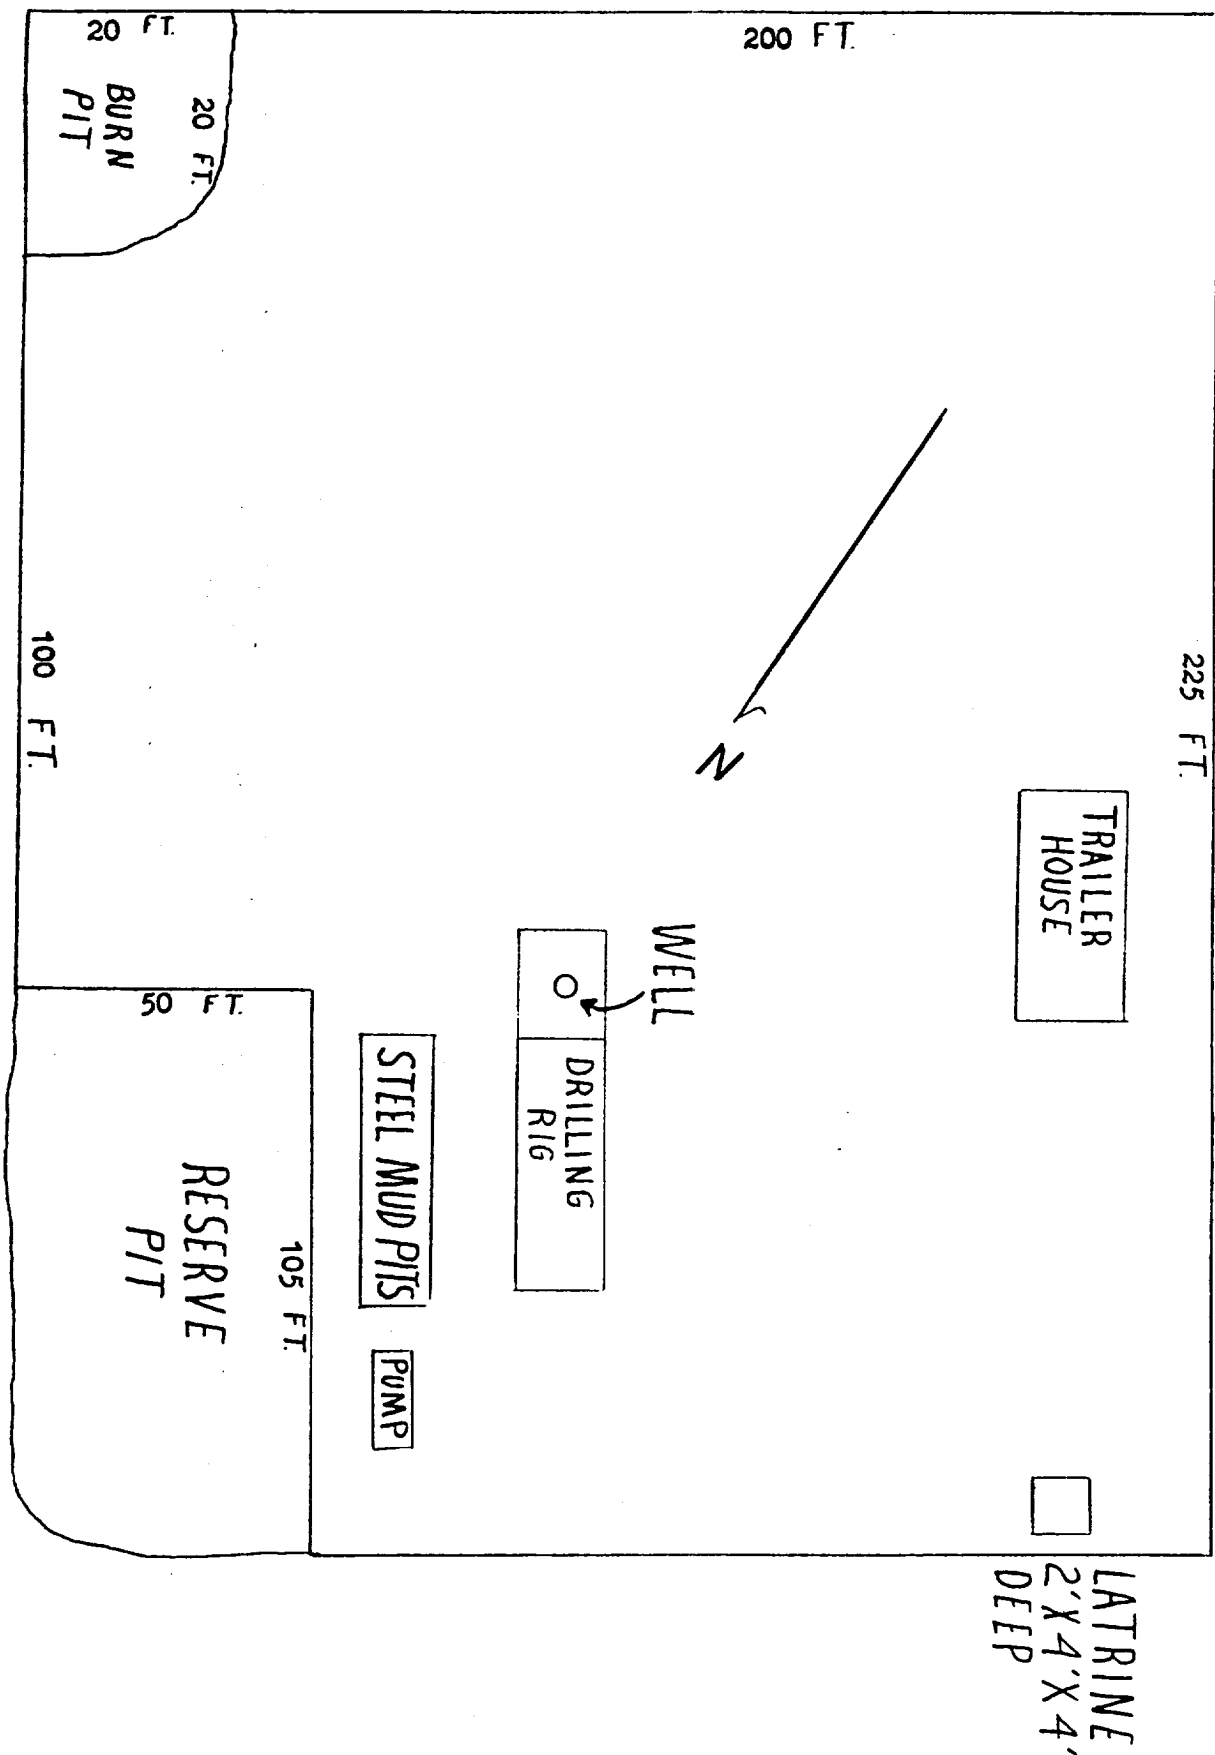 20 FT.
20 FT.
BURN
PIT
200 FT.
225 FT.
100 FT.
N
TRAILER
HOUSE
WELL
DRILLING
RIG
STEEL MUD PITS
PUMP
50 FT.
105 FT.
RESERVE
PIT
LATRINE
2'X4'X4'
DEEP